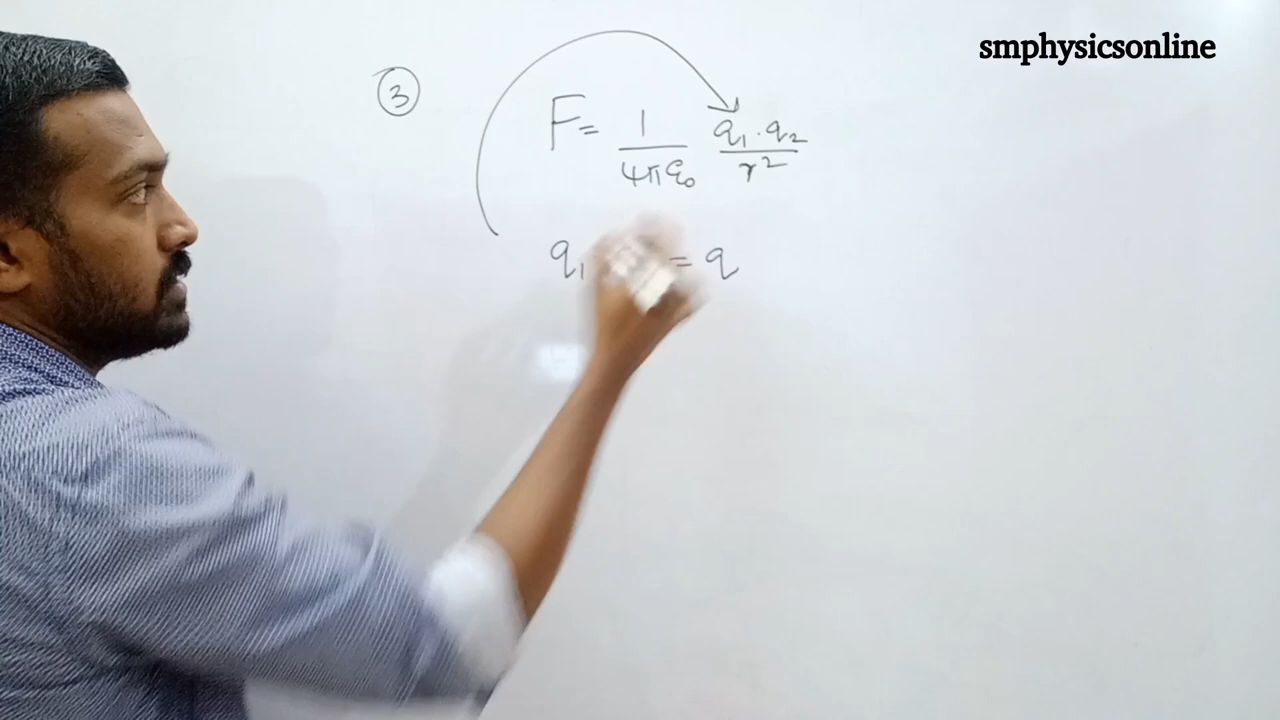 smphysicsonline
3
F = 1/4πε₀ q₁ . q₂/r²
q₁ = q